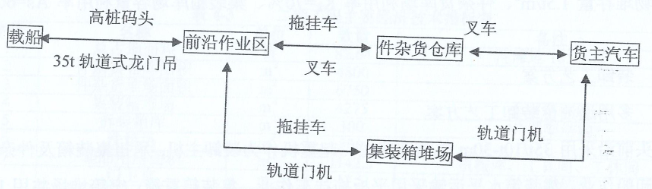 高桩码头
拖挂车
叉车
载船
前沿作业区
件杂货仓库
货主汽车
35t 轨道式龙门吊
叉车
拖挂车
轨道门机
集装箱堆场
轨道门机